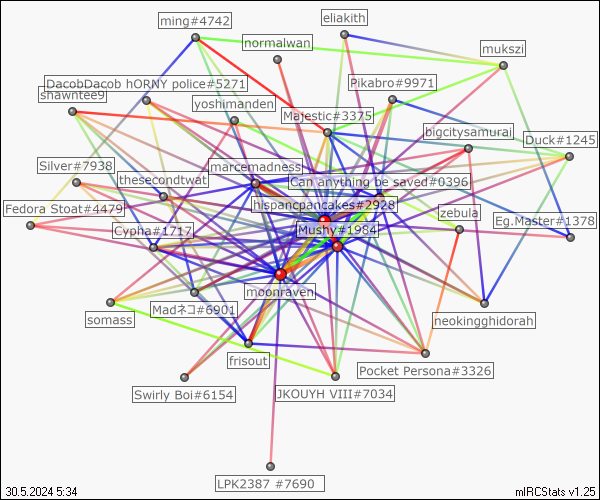 ming#4742
eliakith
normalwan
mukszi
DacobDacob hORNY police#5271
Pikabro#9971
shawntee9
yoshimanden
Majestic#3375
bigcitysamurai
Duck#1245
Silver#7938
marcemadness
thesecondtwat
Can anything be saved#0396
Fedora Stoat#4479
hispancpancakes#2928
zebula
Eg.Master#1378
Cypha#1717
Mushy#1984
moonraven
somass
Madネコ#6901
neokingghidorah
frisout
Pocket Persona#3326
Swirly Boi#6154
JKOUYH VIII#7034
LPK2387 #7690
30.5.2024 5:34
mIRCStats v1.25